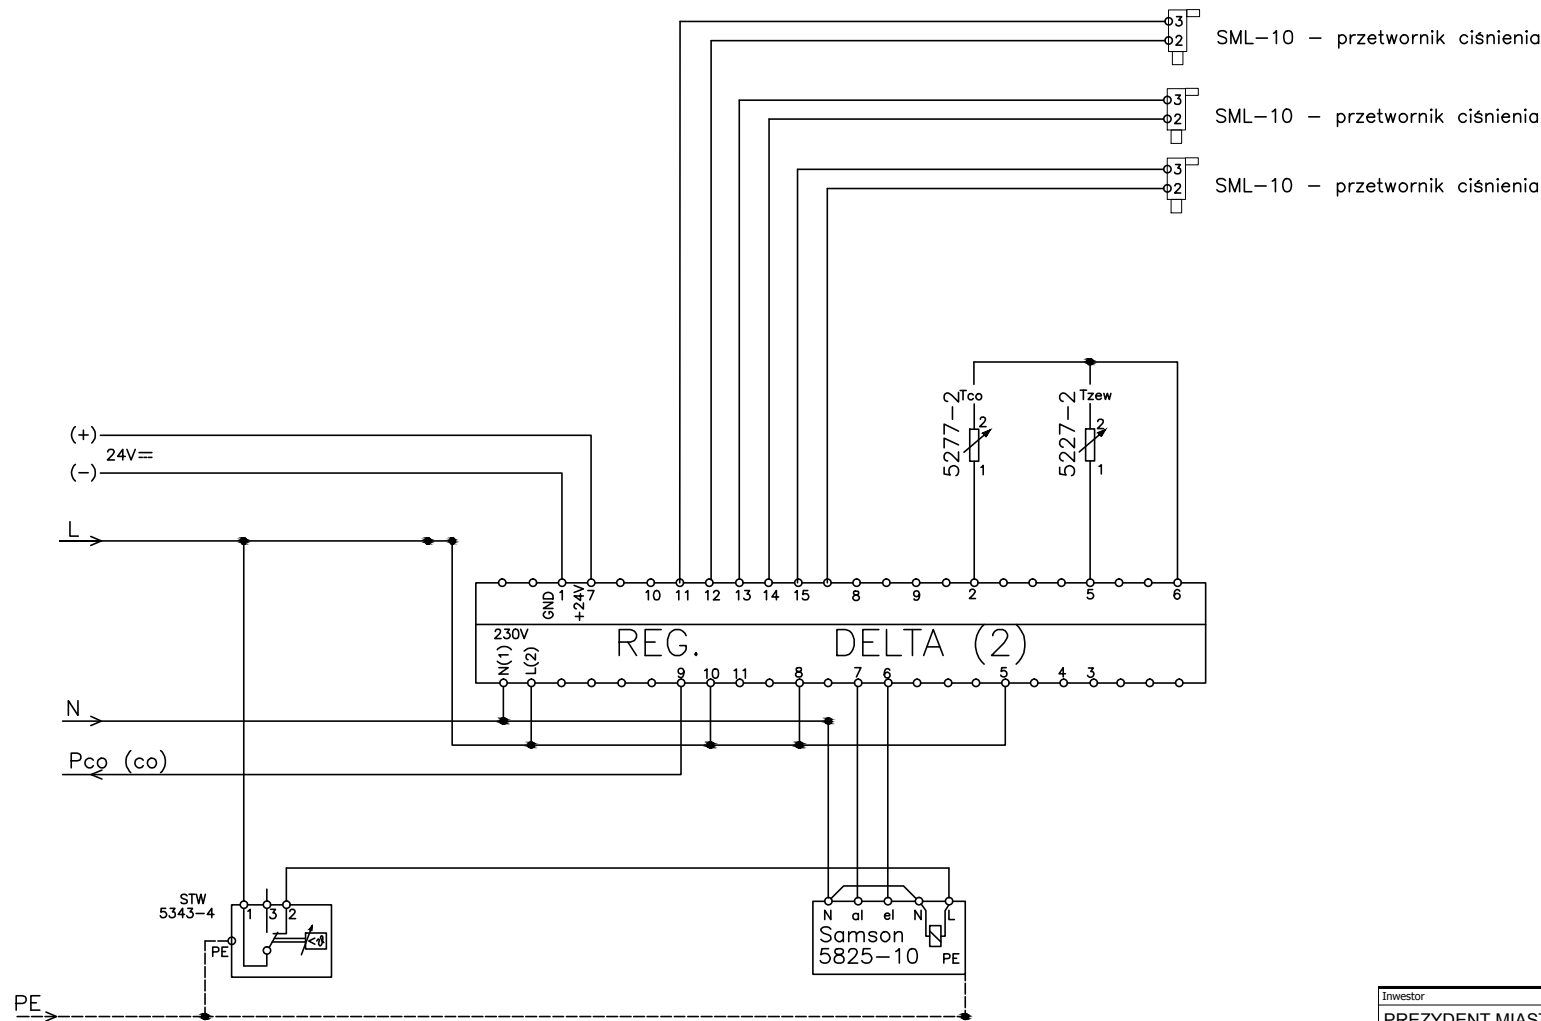 3
2
SML-10 - przetwornik ciśnienia
3
2
SML-10 - przetwornik ciśnienia
3
2
SML-10 - przetwornik ciśnienia
5277-2
Tco
2
1
5227-2
Tzew
2
1
(+)
24V
(-)
L
GND 1 +24V 7 10 11 12 13 14 15 8 9 2 5 6
230V
REG. DELTA (2)
N(1) L(2) 9 10 11 8 7 6 5 4 3
N
Pco (co)
STW
5343-4
1 3 2
<ϑ
PE
N al el N L
Samson
5825-10 PE
PE
Inwestor